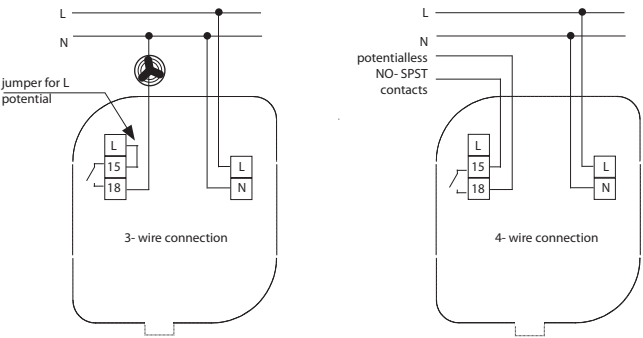 L
N
jumper for L
potential
L
15
18
L
N
3- wire connection
L
N
potentialless
NO- SPST
contacts
L
15
18
L
N
4- wire connection